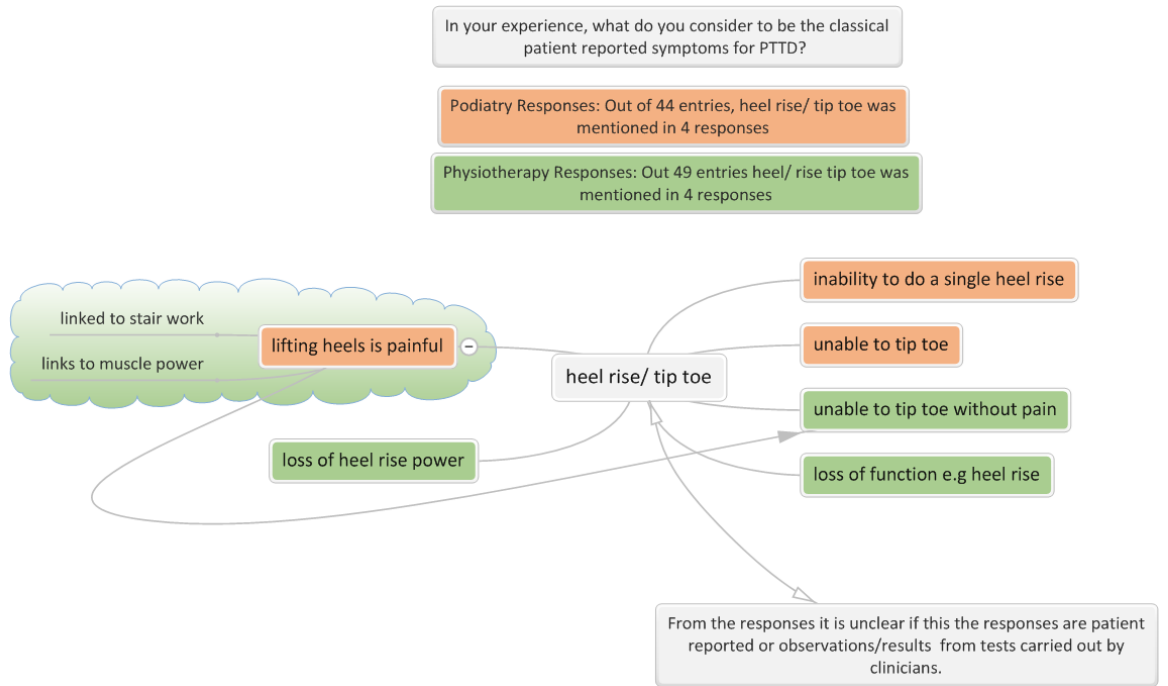 In your experience, what do you consider to be the classical
patient reported symptoms for PTTD?
Podiatry Responses: Out of 44 entries, heel rise/ tip toe was
mentioned in 4 responses
Physiotherapy Responses: Out 49 entries heel/ rise tip toe was
mentioned in 4 responses
linked to stair work
links to muscle power
lifting heels is painful
loss of heel rise power
heel rise/ tip toe
inability to do a single heel rise
unable to tip toe
unable to tip toe without pain
loss of function e.g heel rise
From the responses it is unclear if this the responses are patient
reported or observations/results from tests carried out by
clinicians.